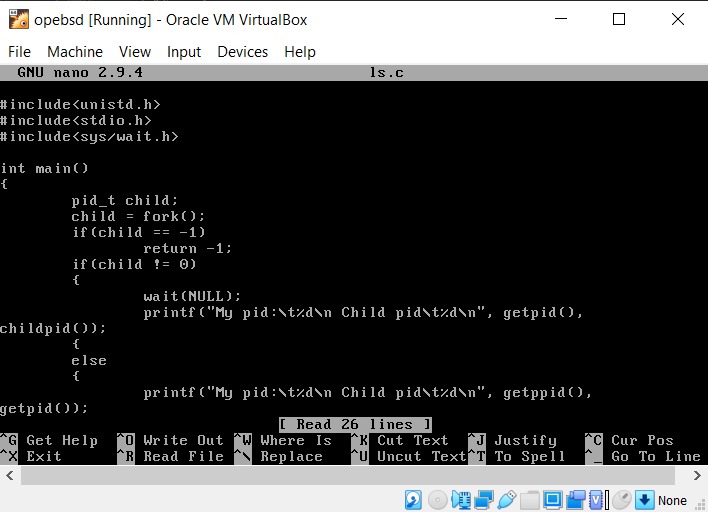 opebsd [Running] - Oracle VM VirtualBox
File Machine View Input Devices Help
GNU nano 2.9.4 ls.c
#include<unistd.h>
#include<stdio.h>
#include<sys/wait.h>
int main()
{
pid_t child;
child = fork();
if(child == -1)
return -1;
if(child != 0)
{
wait(NULL);
printf("My pid:\t%d\n Child pid\t%d\n", getpid(),
childpid());
{
else
{
printf("My pid:\t%d\n Child pid\t%d\n", getppid(),
getpid());
[ Read 26 lines ]
^G Get Help ^O Write Out ^W Where Is ^K Cut Text ^J Justify ^C Cur Pos
^X Exit ^R Read File ^\ Replace ^U Uncut Text ^T To Spell ^_ Go To Line
None